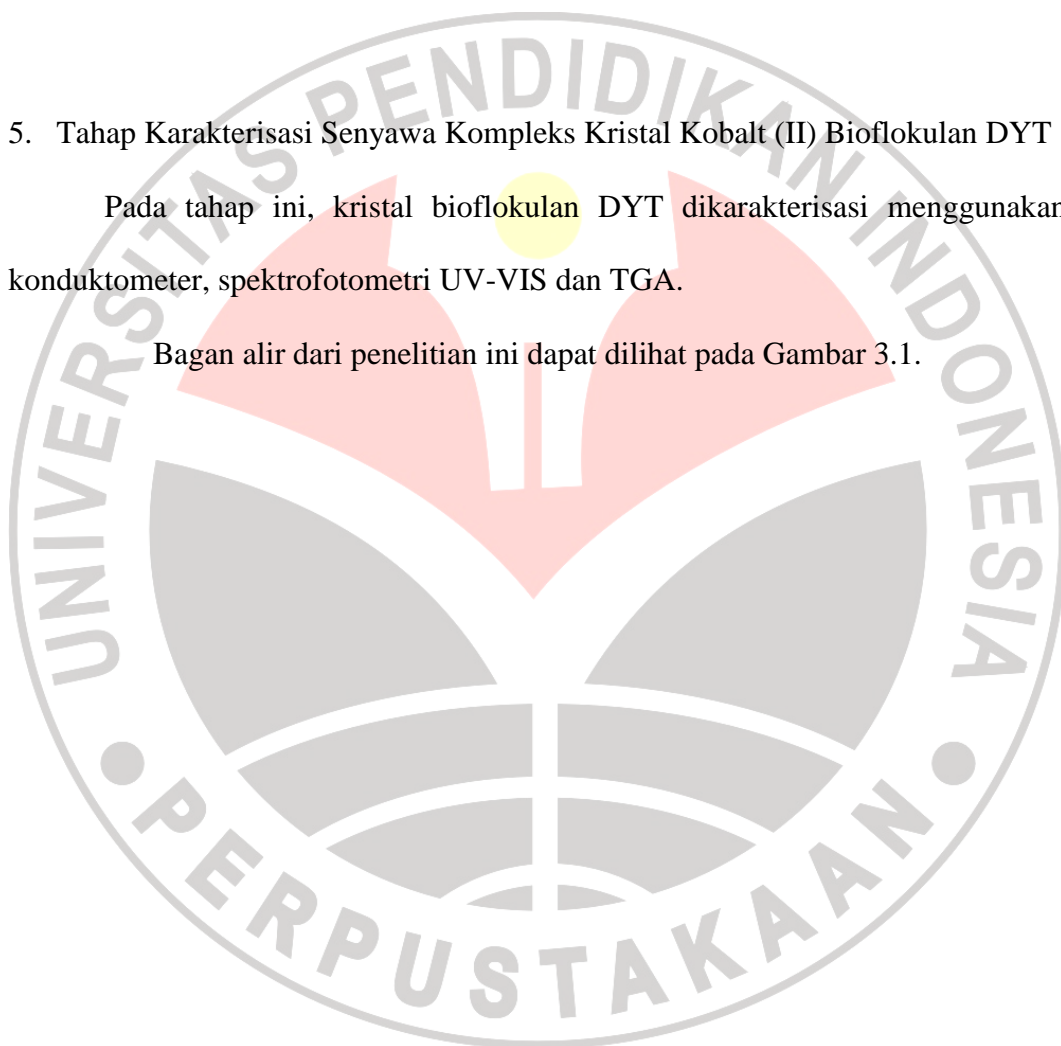 5. Tahap Karakterisasi Senyawa Kompleks Kristal Kobalt (II) Bioflokulan DYT
Pada tahap ini, kristal bioflokulan DYT dikarakterisasi menggunakan
konduktometer, spektrofotometri UV-VIS dan TGA.
Bagan alir dari penelitian ini dapat dilihat pada Gambar 3.1.
UNIVERSITAS PENDIDIKAN INDONESIA
PERPUSTAKAAN